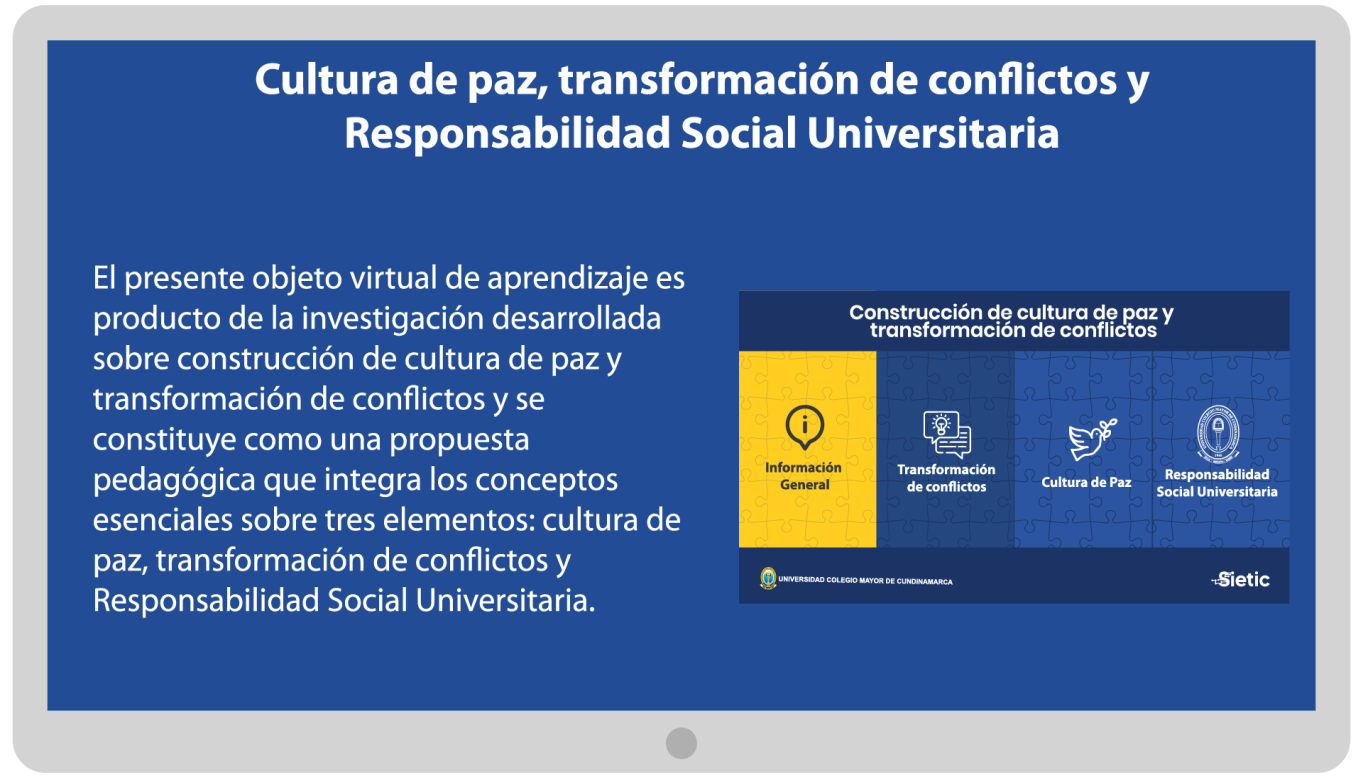 Cultura de paz, transformación de conflictos y
Responsabilidad Social Universitaria
El presente objeto virtual de aprendizaje es
producto de la investigación desarrollada
sobre construcción de cultura de paz y
transformación de conflictos y se
constituye como una propuesta
pedagógica que integra los conceptos
esenciales sobre tres elementos: cultura de
paz, transformación de conflictos y
Responsabilidad Social Universitaria.
Construcción de cultura de paz y
transformación de conflictos
Información
General
Transformación
de conflictos
Cultura de Paz
Responsabilidad
Social Universitaria
UNIVERSIDAD COLEGIO MAYOR DE CUNDINAMARCA
Sietic